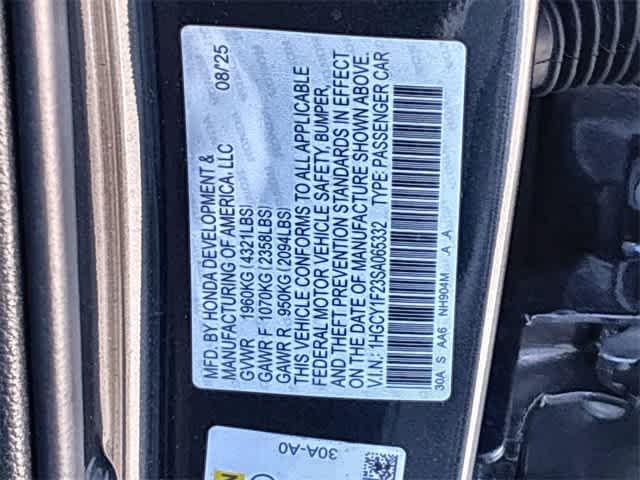 MFD. BY HONDA DEVELOPMENT & 08/25
MANUFACTURING OF AMERICA, LLC
GVWR 1960KG (4321LBS)
GAWR F 1070KG (2358LBS)
GAWR R 950KG (2094LBS)
THIS VEHICLE CONFORMS TO ALL APPLICABLE
FEDERAL MOTOR VEHICLE SAFETY, BUMPER,
AND THEFT PREVENTION STANDARDS IN EFFECT
ON THE DATE OF MANUFACTURE SHOWN ABOVE.
V.I.N: 1HGCY1F23SA065332 TYPE: PASSENGER CAR
30A S AA6 NH904M A A
30A-A0